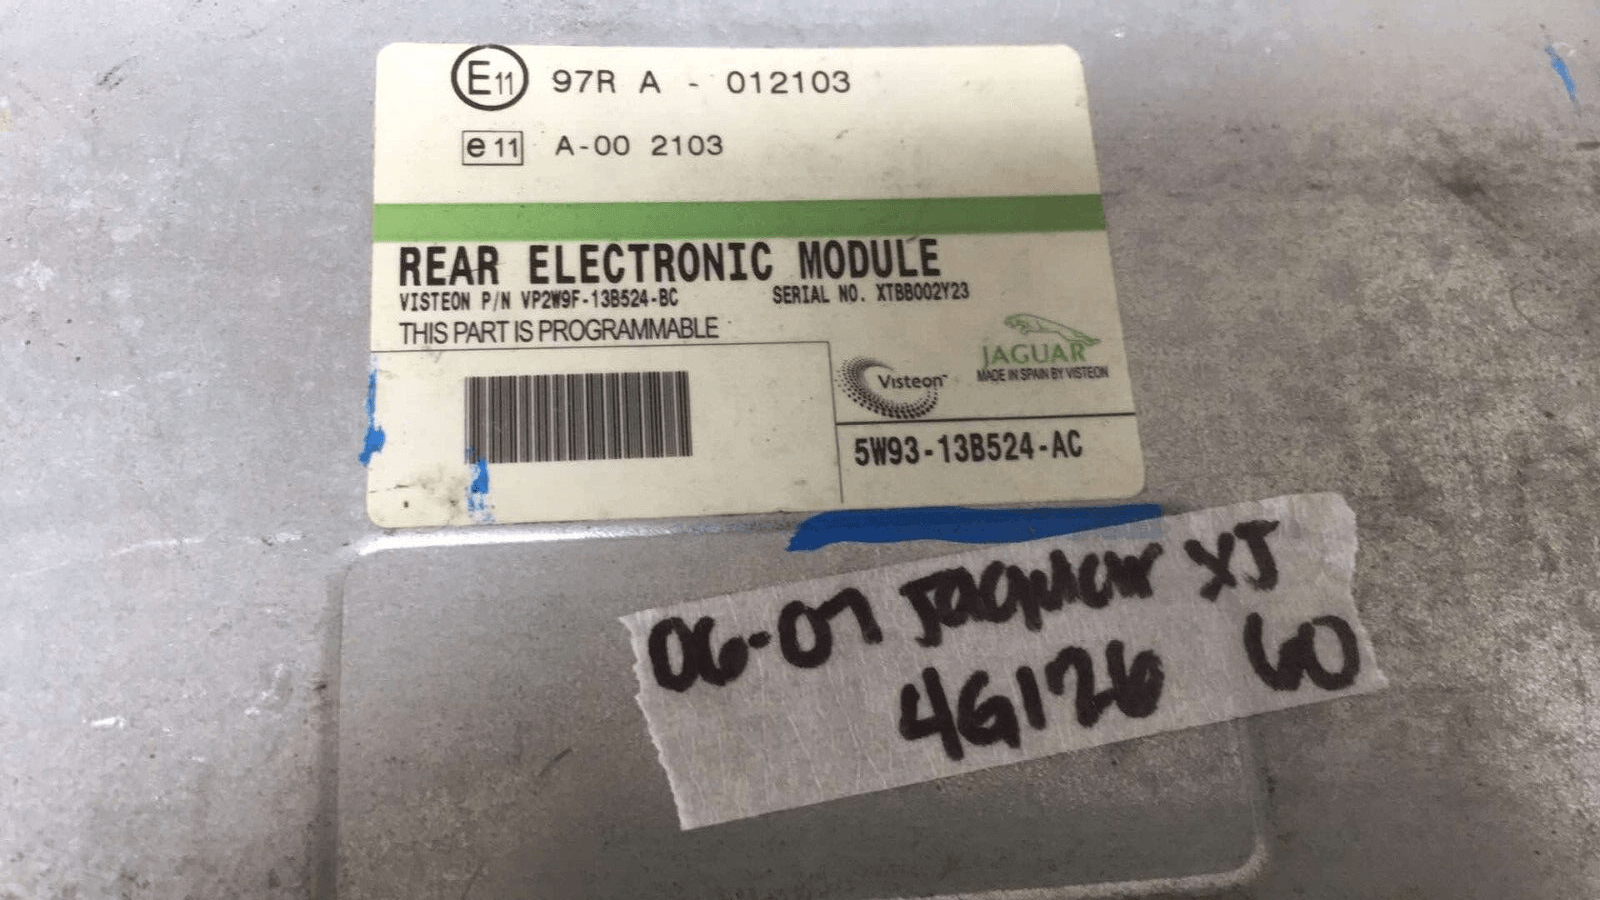 E11 97R A - 012103
e11 A-00 2103
REAR ELECTRONIC MODULE
VISTEON P/N VP2W9F-13B524-BC SERIAL NO. XTBB002Y23
THIS PART IS PROGRAMMABLE
JAGUAR
Visteon
MADE IN SPAIN BY VISTEON
5W93-13B524-AC
06-07 Jaguar XJ
4G126 60